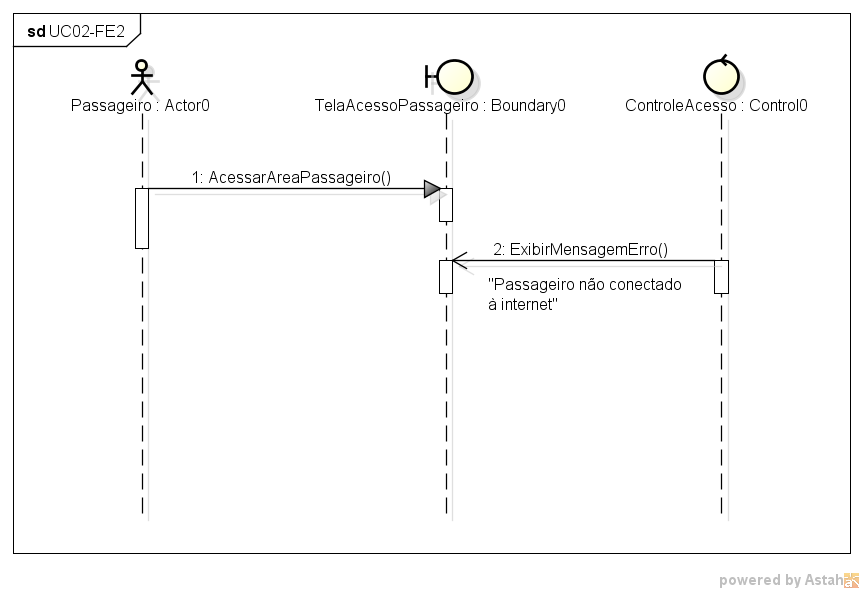 sd UC02-FE2
Passageiro : Actor0
TelaAcessoPassageiro : Boundary0
ControleAcesso : Control0
1: AcessarAreaPassageiro()
2: ExibirMensagemErro()
"Passageiro não conectado
à internet"
powered by Astah